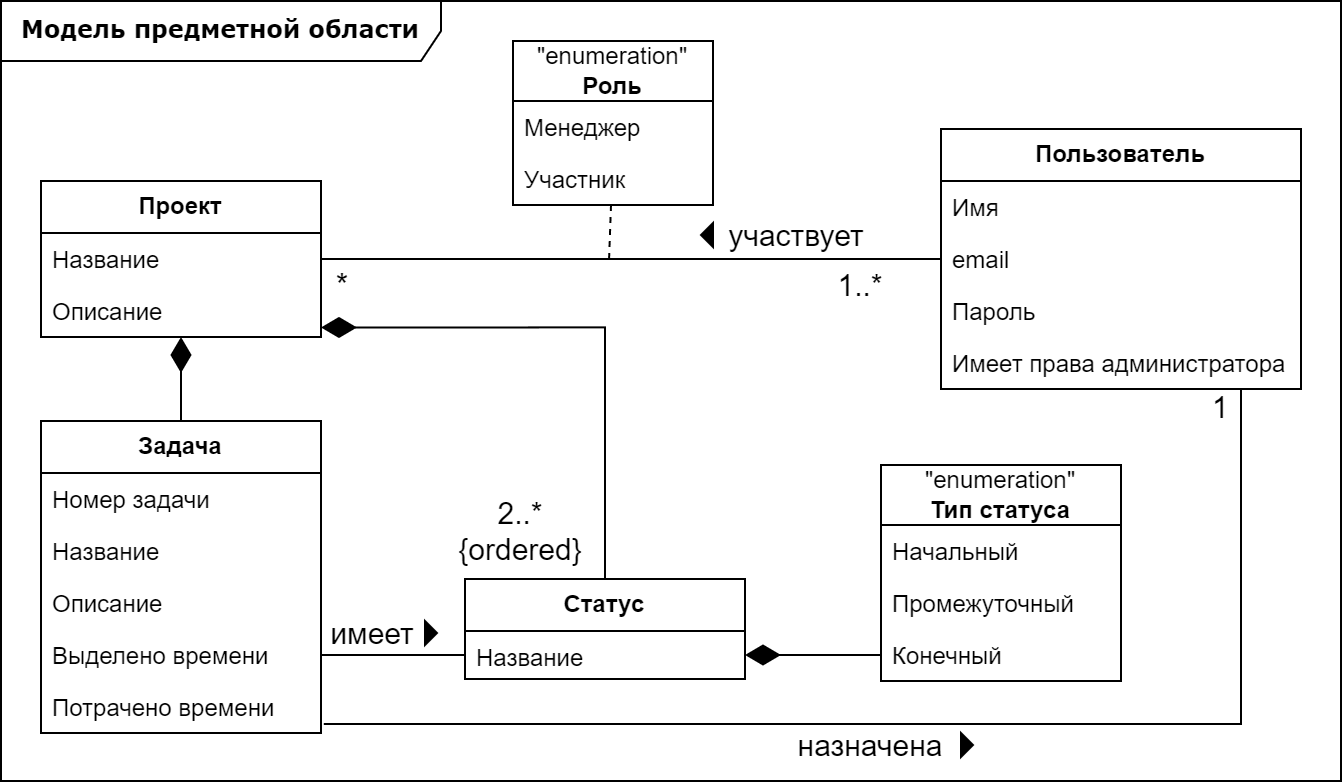 Модель предметной области
"enumeration"
Роль
Менеджер
Участник
Пользователь
Имя
email
Пароль
Имеет права администратора
Проект
Название
Описание
участвует
*
1..*
1
Задача
Номер задачи
Название
Описание
Выделено времени
Потрачено времени
2..*
{ordered}
имеет
Статус
Название
"enumeration"
Тип статуса
Начальный
Промежуточный
Конечный
назначена